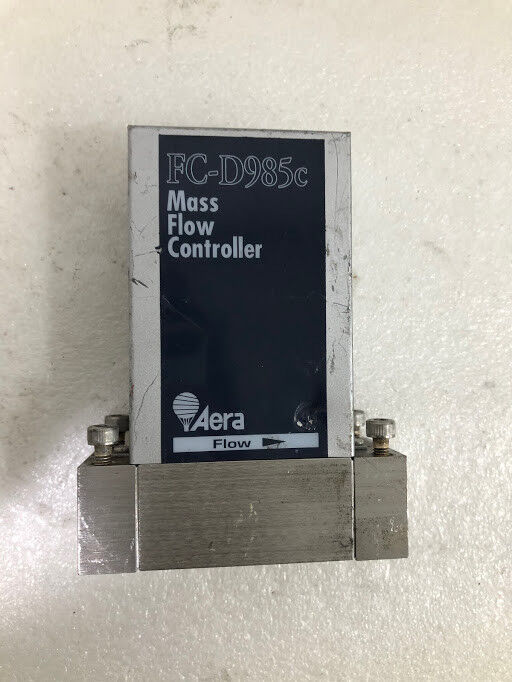 FC-D985c
Mass
Flow
Controller
Aera
Flow